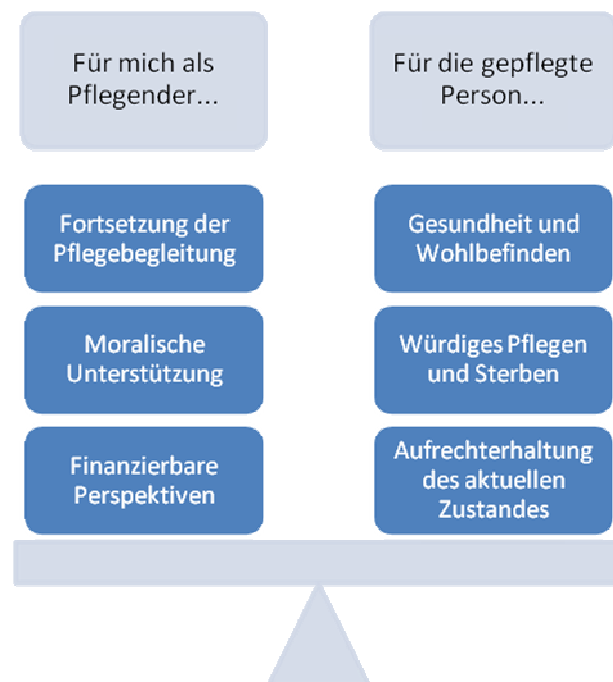 Für mich als
Pflegender...
Für die gepflegte
Person...
Fortsetzung der
Pflegebegleitung
Gesundheit und
Wohlbefinden
Moralische
Unterstützung
Würdiges Pflegen
und Sterben
Finanzierbare
Perspektiven
Aufrechterhaltung
des aktuellen
Zustandes